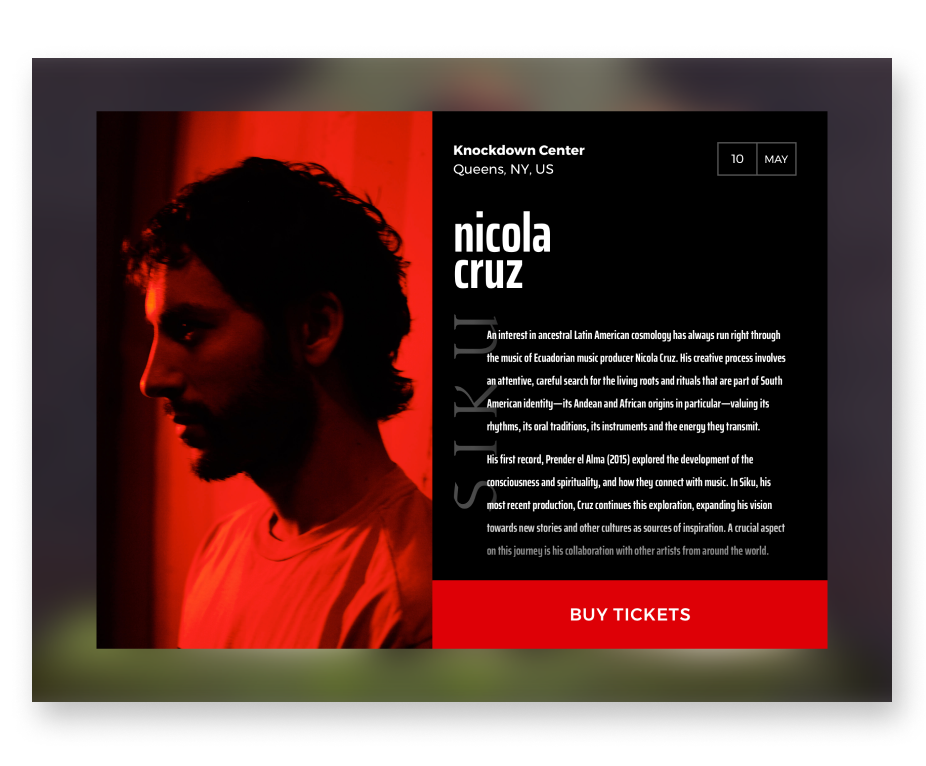 Knockdown Center
Queens, NY, US
10 MAY
nicola
cruz
SIKU
An interest in ancestral Latin American cosmology has always run right through
the music of Ecuadorian music producer Nicola Cruz. His creative process involves
an attentive, careful search for the living roots and rituals that are part of South
American identity—its Andean and African origins in particular—valuing its
rhythms, its oral traditions, its instruments and the energy they transmit.
His first record, Prender el Alma (2015) explored the development of the
consciousness and spirituality, and how they connect with music. In Siku, his
most recent production, Cruz continues this exploration, expanding his vision
towards new stories and other cultures as sources of inspiration. A crucial aspect
on this journey is his collaboration with other artists from around the world.
BUY TICKETS